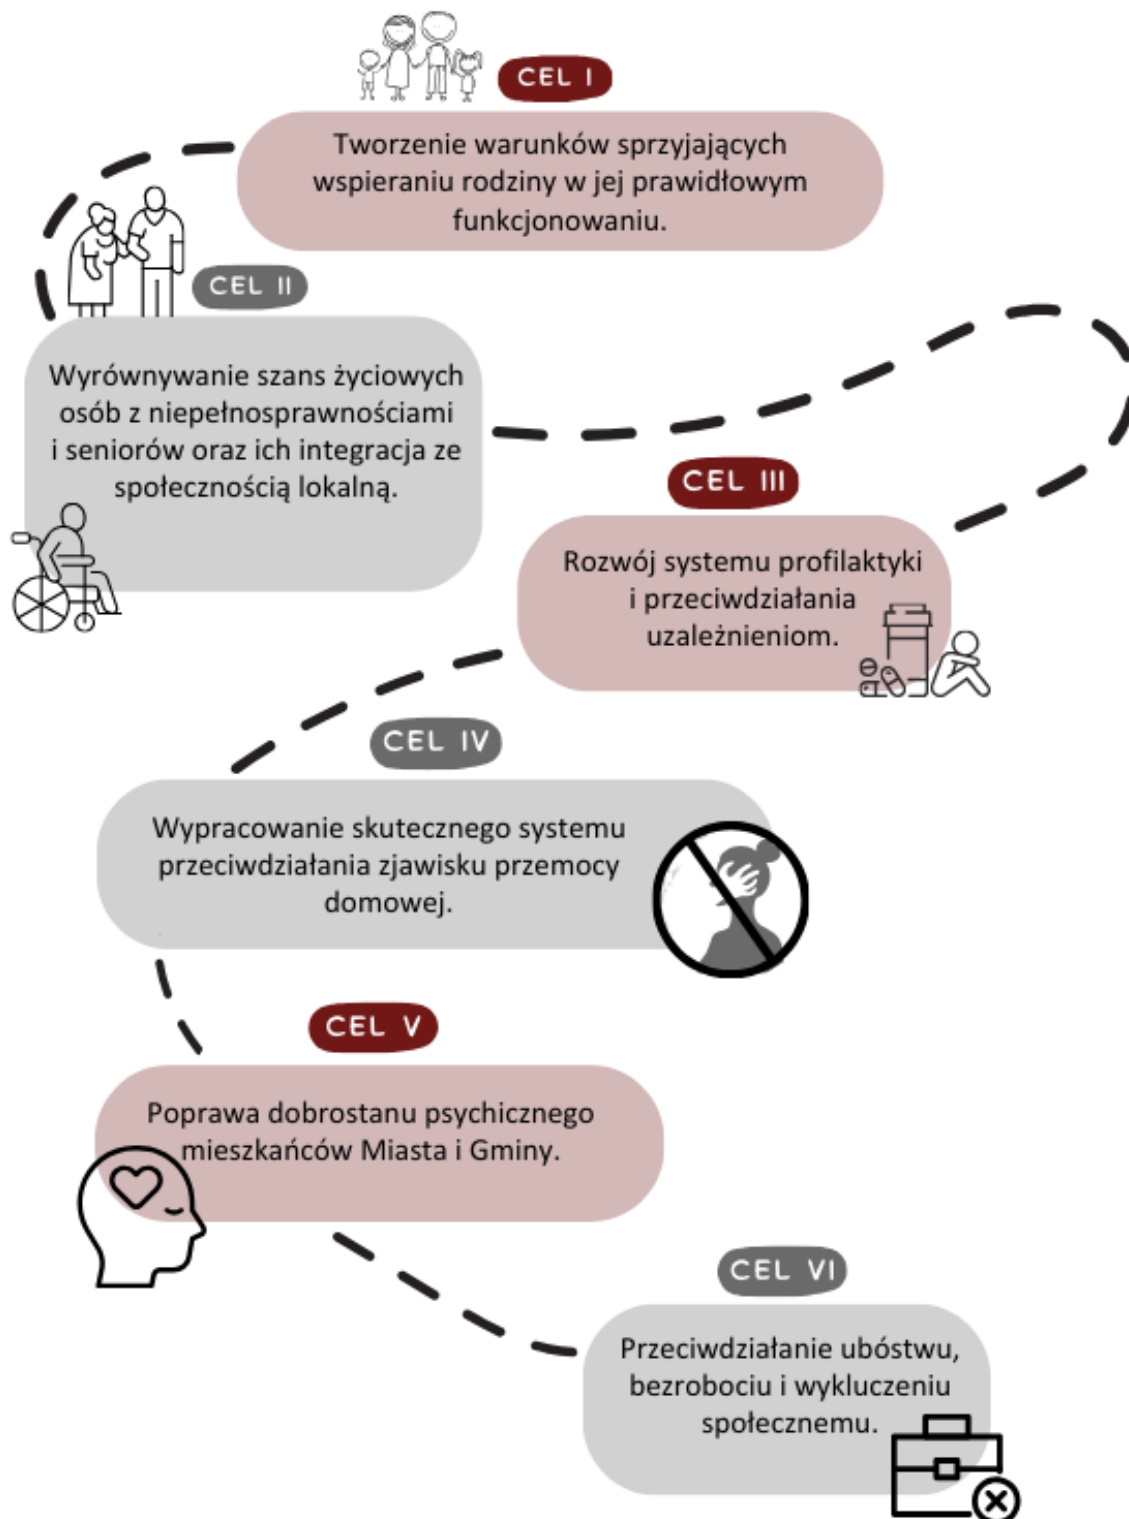 CEL I
Tworzenie warunków sprzyjających
wspieraniu rodziny w jej prawidłowym
funkcjonowaniu.
CEL II
Wyrównywanie szans życiowych
osób z niepełnosprawnościami
i seniorów oraz ich integracja ze
społecznością lokalną.
CEL III
Rozwój systemu profilaktyki
i przeciwdziałania
uzależnieniom.
CEL IV
Wypracowanie skutecznego systemu
przeciwdziałania zjawisku przemocy
domowej.
CEL V
Poprawa dobrostanu psychicznego
mieszkańców Miasta i Gminy.
CEL VI
Przeciwdziałanie ubóstwu,
bezrobociu i wykluczeniu
społecznemu.